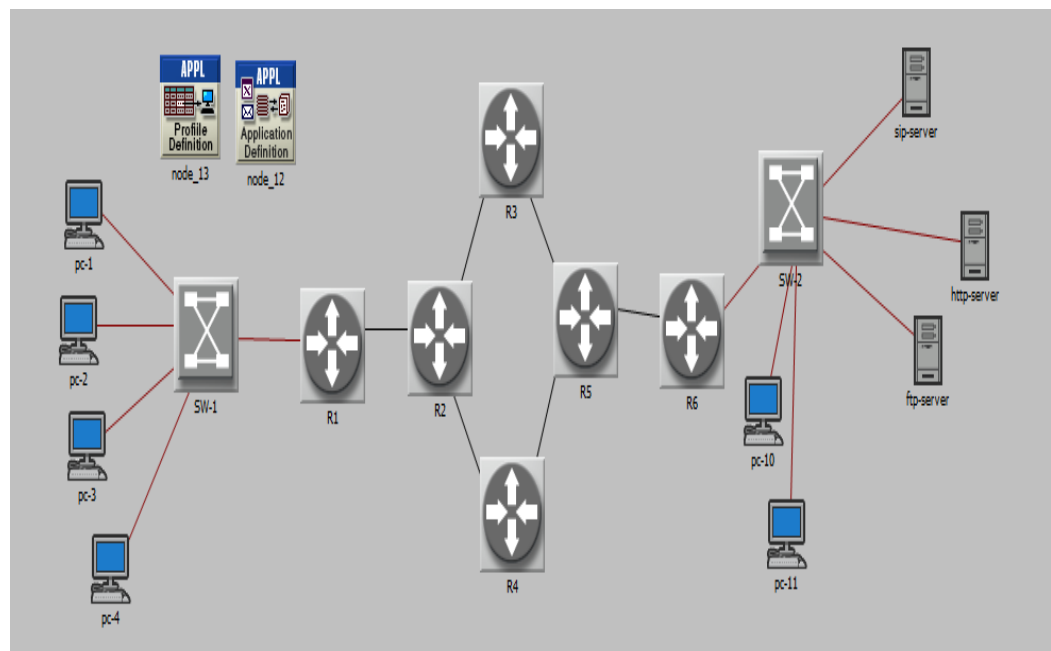 APPL
Profile
Definition
node_13
APPL
Application
Definition
node_12
sip-server
R3
pc-1
SW-2
http-server
pc-2
SW-1
R1
R2
R5
R6
ftp-server
pc-10
pc-3
R4
pc-11
pc-4